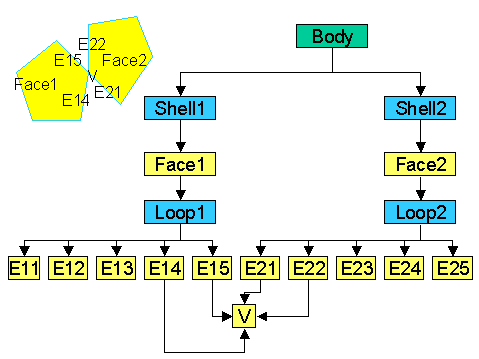 E22
E15 Face2
V
Face1
E14 E21
Body
Shell1 Shell2
Face1 Face2
Loop1 Loop2
E11 E12 E13 E14 E15 E21 E22 E23 E24 E25
V